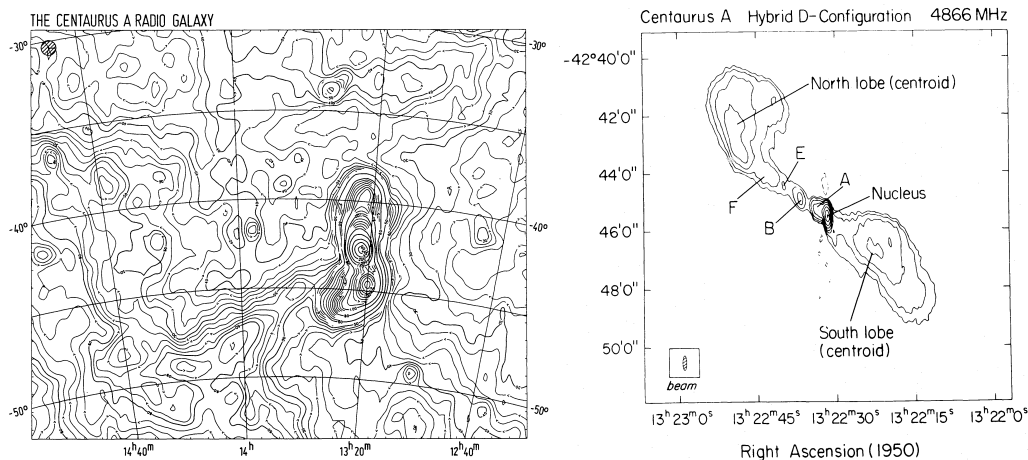 THE CENTAURUS A RADIO GALAXY
-30°
-30°
-40°
-40°
-50°
-50°
14ʰ40ᵐ
14ʰ
13ʰ20ᵐ
12ʰ40ᵐ
Centaurus A Hybrid D-Configuration 4866 MHz
-42°40'0"
42'0"
44'0"
46'0"
48'0"
50'0"
North lobe (centroid)
E
A
Nucleus
F
B
South lobe
(centroid)
beam
13ʰ23ᵐ0ˢ 13ʰ22ᵐ45ˢ 13ʰ22ᵐ30ˢ 13ʰ22ᵐ15ˢ 13ʰ22ᵐ0ˢ
Right Ascension (1950)